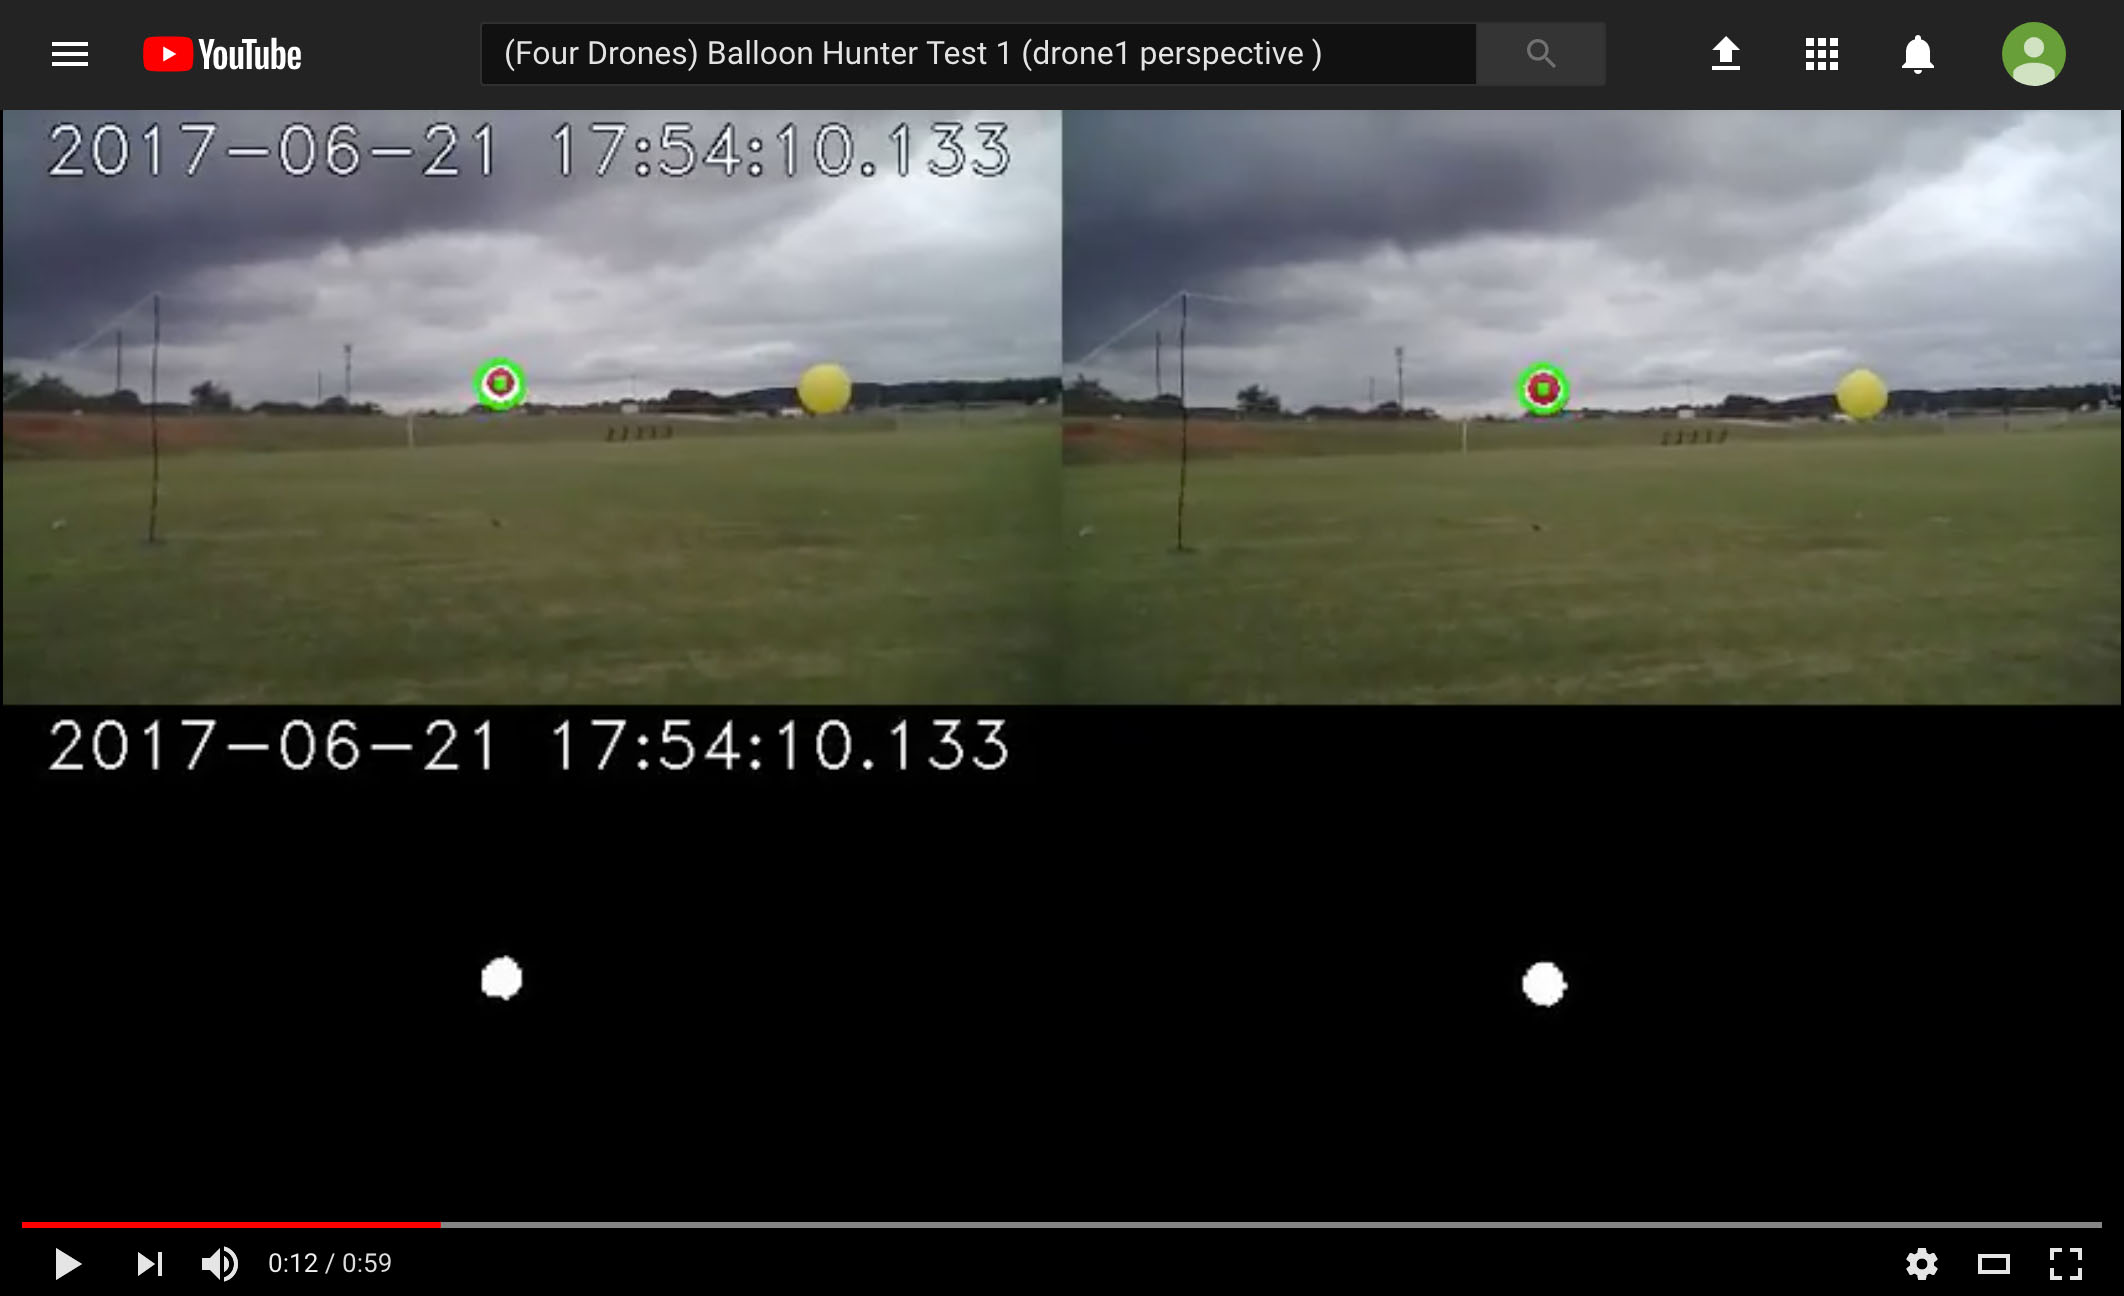 YouTube
(Four Drones) Balloon Hunter Test 1 (drone1 perspective )
2017-06-21 17:54:10.133
2017-06-21 17:54:10.133
0:12 / 0:59